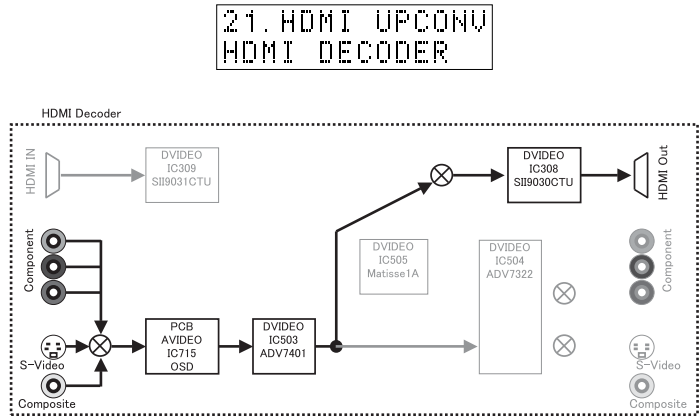 21.HDMI UPCONV
HDMI DECODER
HDMI Decoder
HDMI IN
DVIDEO
IC309
SII9031CTU
DVIDEO
IC308
SII9030CTU
HDMI Out
Component
DVIDEO
IC505
Matisse1A
DVIDEO
IC504
ADV7322
Component
PCB
AVIDEO
IC715
OSD
DVIDEO
IC503
ADV7401
S-Video
Composite
S-Video
Composite